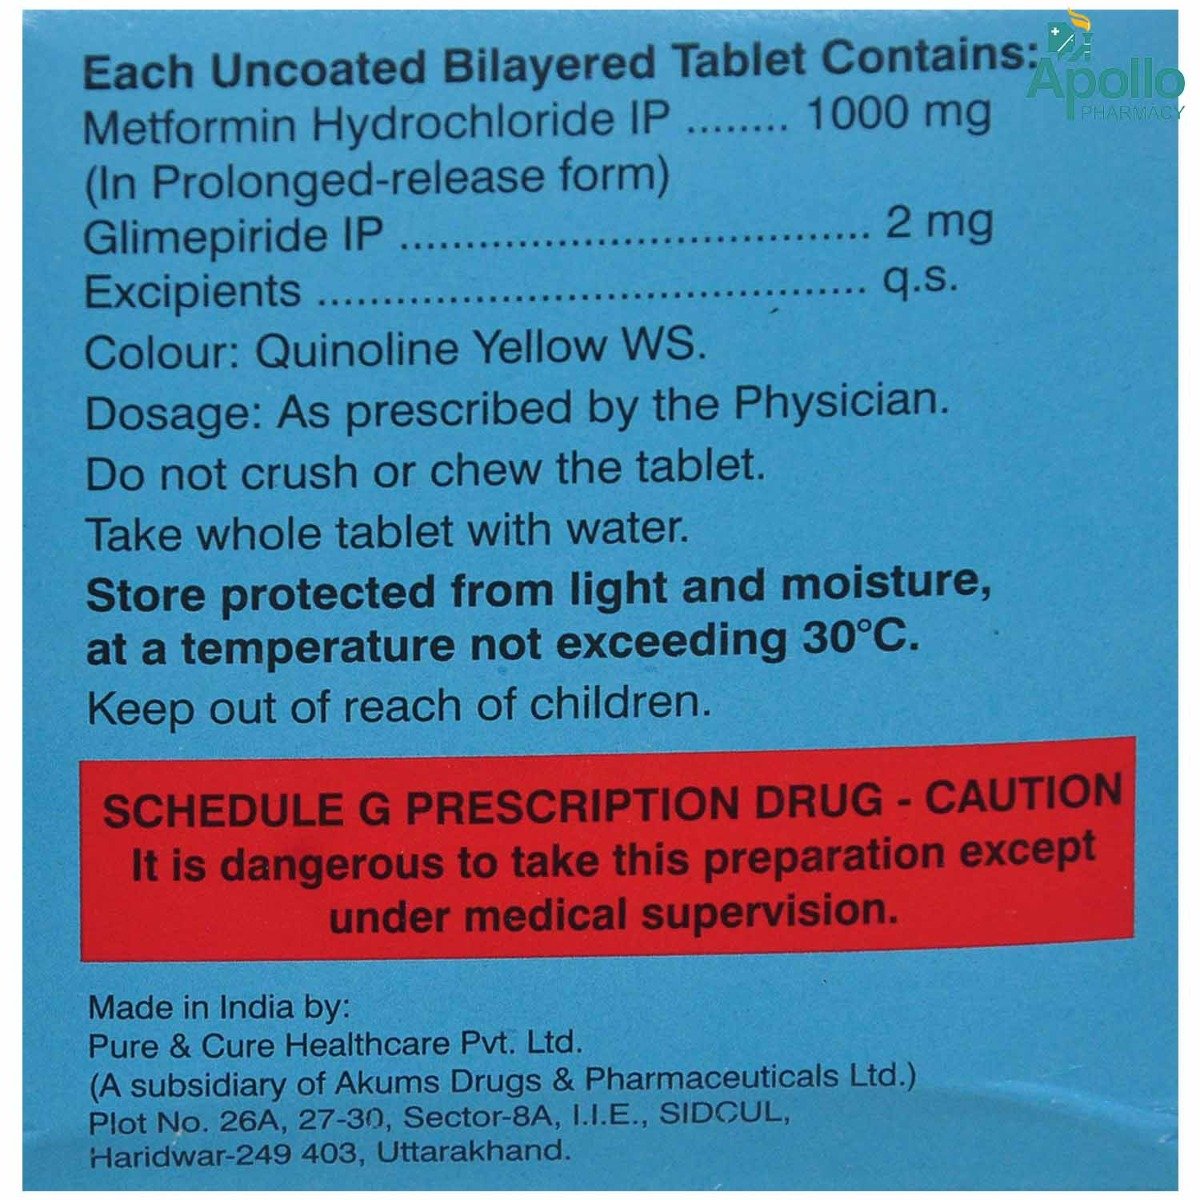 Apollo
PHARMACY
Each Uncoated Bilayered Tablet Contains:
Metformin Hydrochloride IP ........ 1000 mg
(In Prolonged-release form)
Glimepiride IP .................................... 2 mg
Excipients .......................................... q.s.
Colour: Quinoline Yellow WS.
Dosage: As prescribed by the Physician.
Do not crush or chew the tablet.
Take whole tablet with water.
Store protected from light and moisture,
at a temperature not exceeding 30°C.
Keep out of reach of children.
SCHEDULE G PRESCRIPTION DRUG - CAUTION
It is dangerous to take this preparation except
under medical supervision.
Made in India by:
Pure & Cure Healthcare Pvt. Ltd.
(A subsidiary of Akums Drugs & Pharmaceuticals Ltd.)
Plot No. 26A, 27-30, Sector-8A, I.I.E., SIDCUL,
Haridwar-249 403, Uttarakhand.